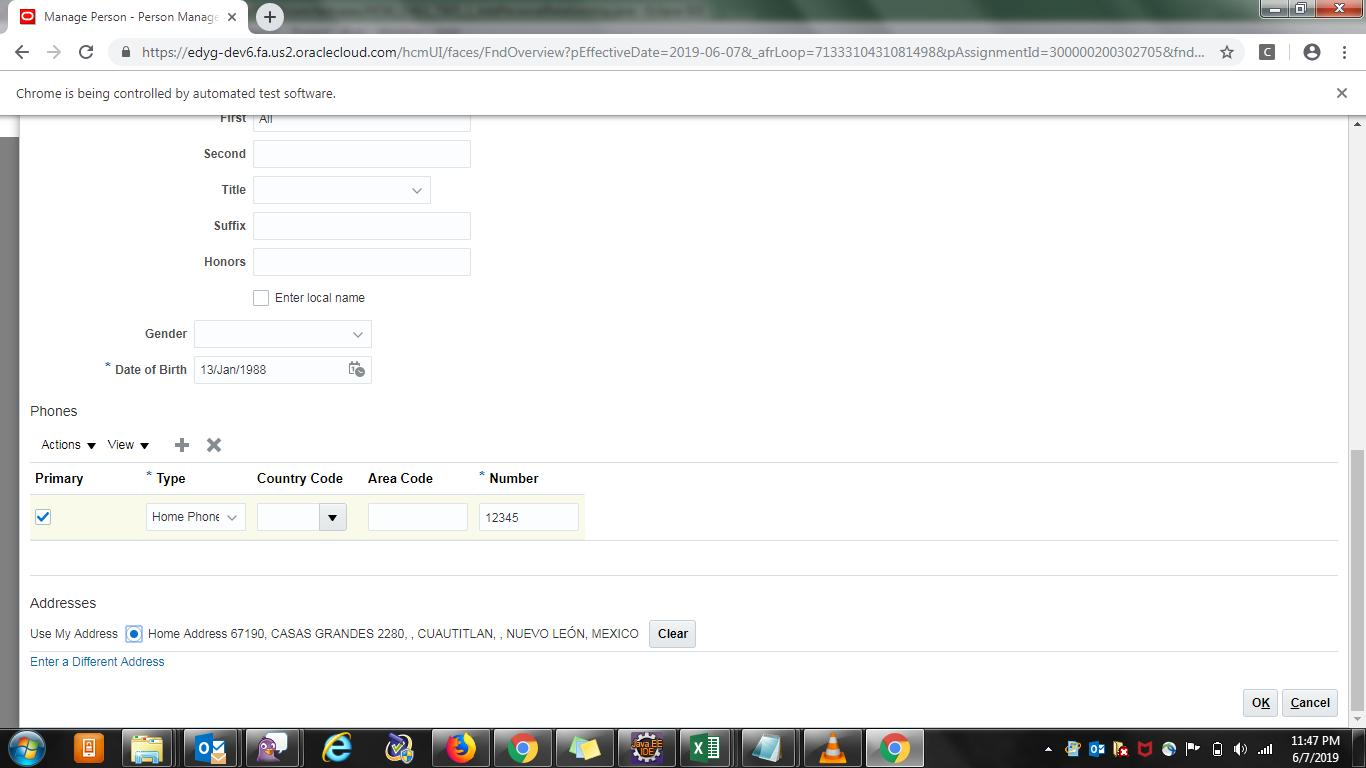 Manage Person - Person Manage
https://edyg-dev6.fa.us2.oraclecloud.com/hcmUI/faces/FndOverview?pEffectiveDate=2019-06-07&_afrLoop=7133310431081498&pAssignmentId=300000200302705&fnd...
C
Chrome is being controlled by automated test software.
First All
Second
Title
Suffix
Honors
Enter local name
Gender
* Date of Birth 13/Jan/1988
Phones
Actions View
Primary * Type Country Code Area Code * Number
Home Phone 12345
Addresses
Use My Address Home Address 67190, CASAS GRANDES 2280, , CUAUTITLAN, , NUEVO LEÓN, MEXICO Clear
Enter a Different Address
OK Cancel
Java EE
IDE
11:47 PM
6/7/2019